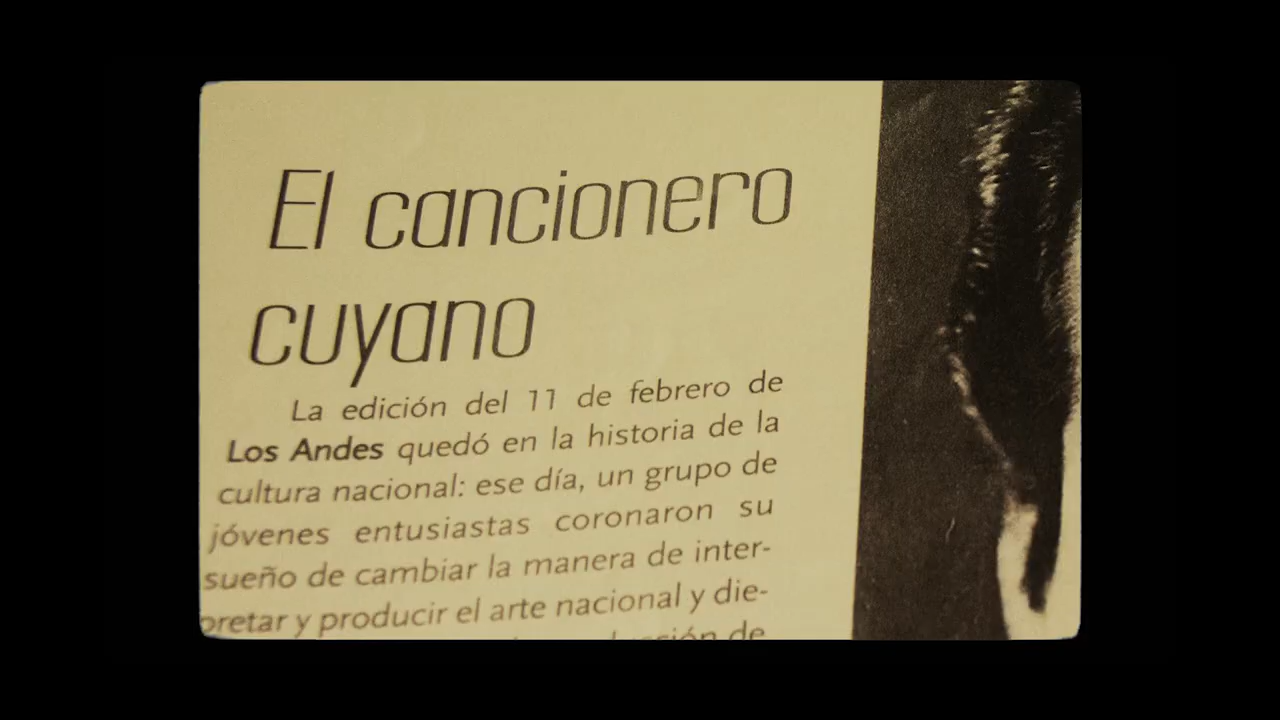 El cancionero
cuyano
La edición del 11 de febrero de
Los Andes quedó en la historia de la
cultura nacional: ese día, un grupo de
jóvenes entusiastas coronaron su
sueño de cambiar la manera de inter-
pretar y producir el arte nacional y die-
de